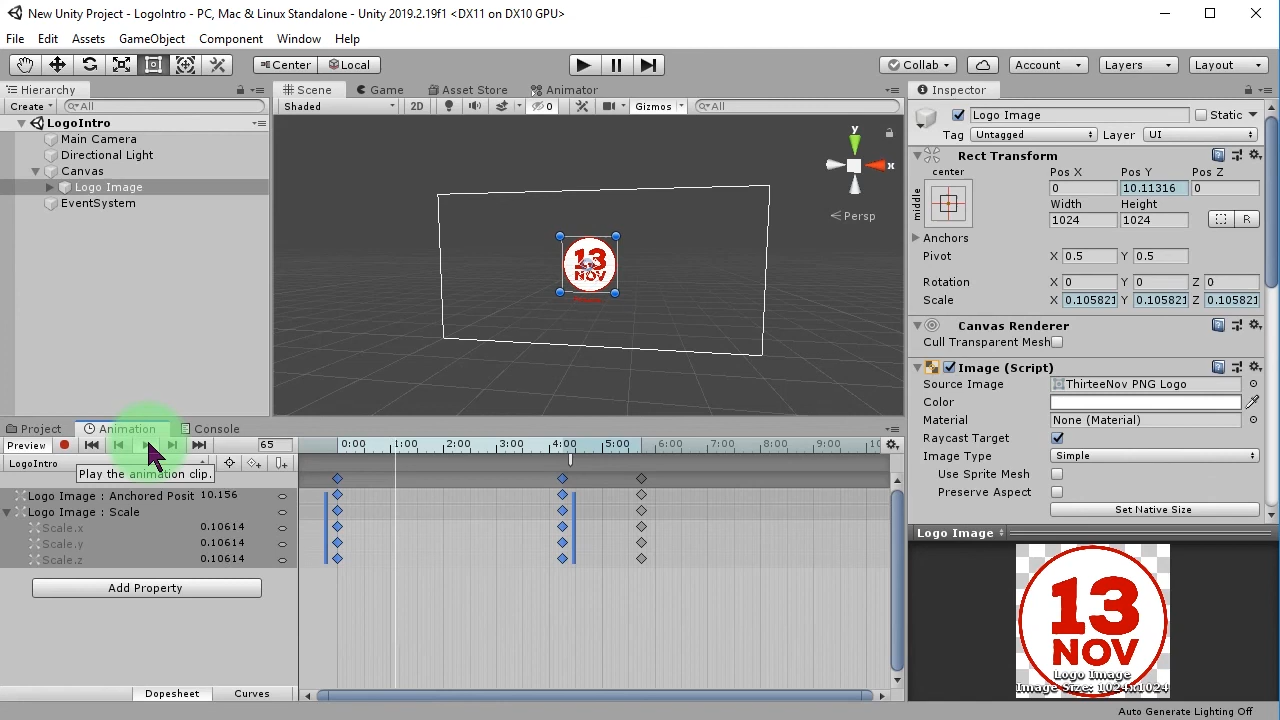 New Unity Project - LogoIntro - PC, Mac & Linux Standalone - Unity 2019.2.19f1 <DX11 on DX10 GPU>
File Edit Assets GameObject Component Window Help
Center Local Collab Account Layers Layout
Hierarchy
Create All
LogoIntro
Main Camera
Directional Light
Canvas
Logo Image
EventSystem
Scene Game Asset Store Animator
Shaded 2D 0 Gizmos All
y
x
Persp
13
NOV
Inspector
Logo Image Static
Tag Untagged Layer UI
Rect Transform
center
middle
Pos X Pos Y Pos Z
0 10.11316 0
Width Height
1024 1024 R
Anchors
Pivot X 0.5 Y 0.5
Rotation X 0 Y 0 Z 0
Scale X 0.105821 Y 0.105821 Z 0.105821
Canvas Renderer
Cull Transparent Mesh
Image (Script)
Source Image ThirteeNov PNG Logo
Color
Material None (Material)
Raycast Target
Image Type Simple
Use Sprite Mesh
Preserve Aspect
Set Native Size
Logo Image
13
NOV
Logo Image
Image Size: 1024x1024
Project Animation Console
Preview 65
0:00 1:00 4:00 5:00 6:00 7:00 8:00 9:00
LogoIntro
Play the animation clip.
Logo Image : Anchored Posit 10.156
Logo Image : Scale
Scale.x 0.10614
Scale.y 0.10614
Scale.z 0.10614
Add Property
Dopesheet Curves
Auto Generate Lighting Off